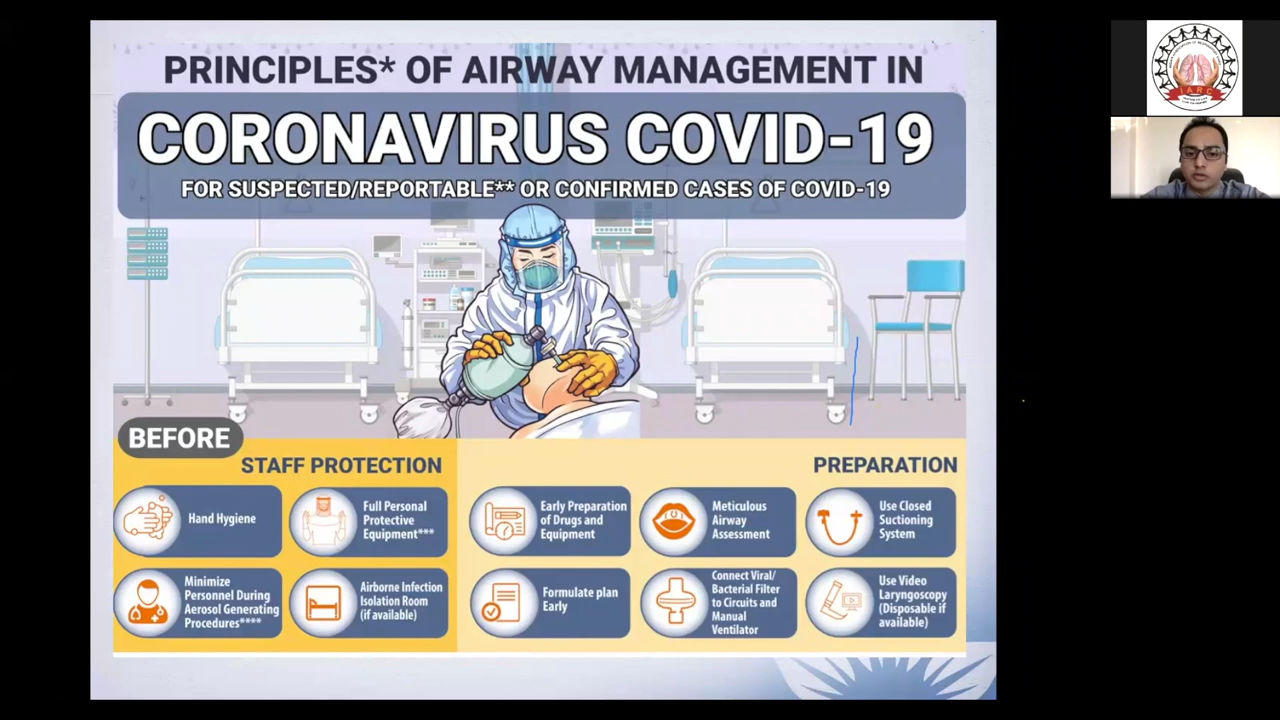 PRINCIPLES* OF AIRWAY MANAGEMENT IN
CORONAVIRUS COVID-19
FOR SUSPECTED/REPORTABLE** OR CONFIRMED CASES OF COVID-19
BEFORE
STAFF PROTECTION
Hand Hygiene
Full Personal
Protective
Equipment***
Minimize
Personnel During
Aerosol Generating
Procedures****
Airborne Infection
Isolation Room
(if available)
PREPARATION
Early Preparation
of Drugs and
Equipment
Meticulous
Airway
Assessment
Use Closed
Suctioning
System
Formulate plan
Early
Connect Viral/
Bacterial Filter
to Circuits and
Manual
Ventilator
Use Video
Laryngoscopy
(Disposable if
available)
IARC